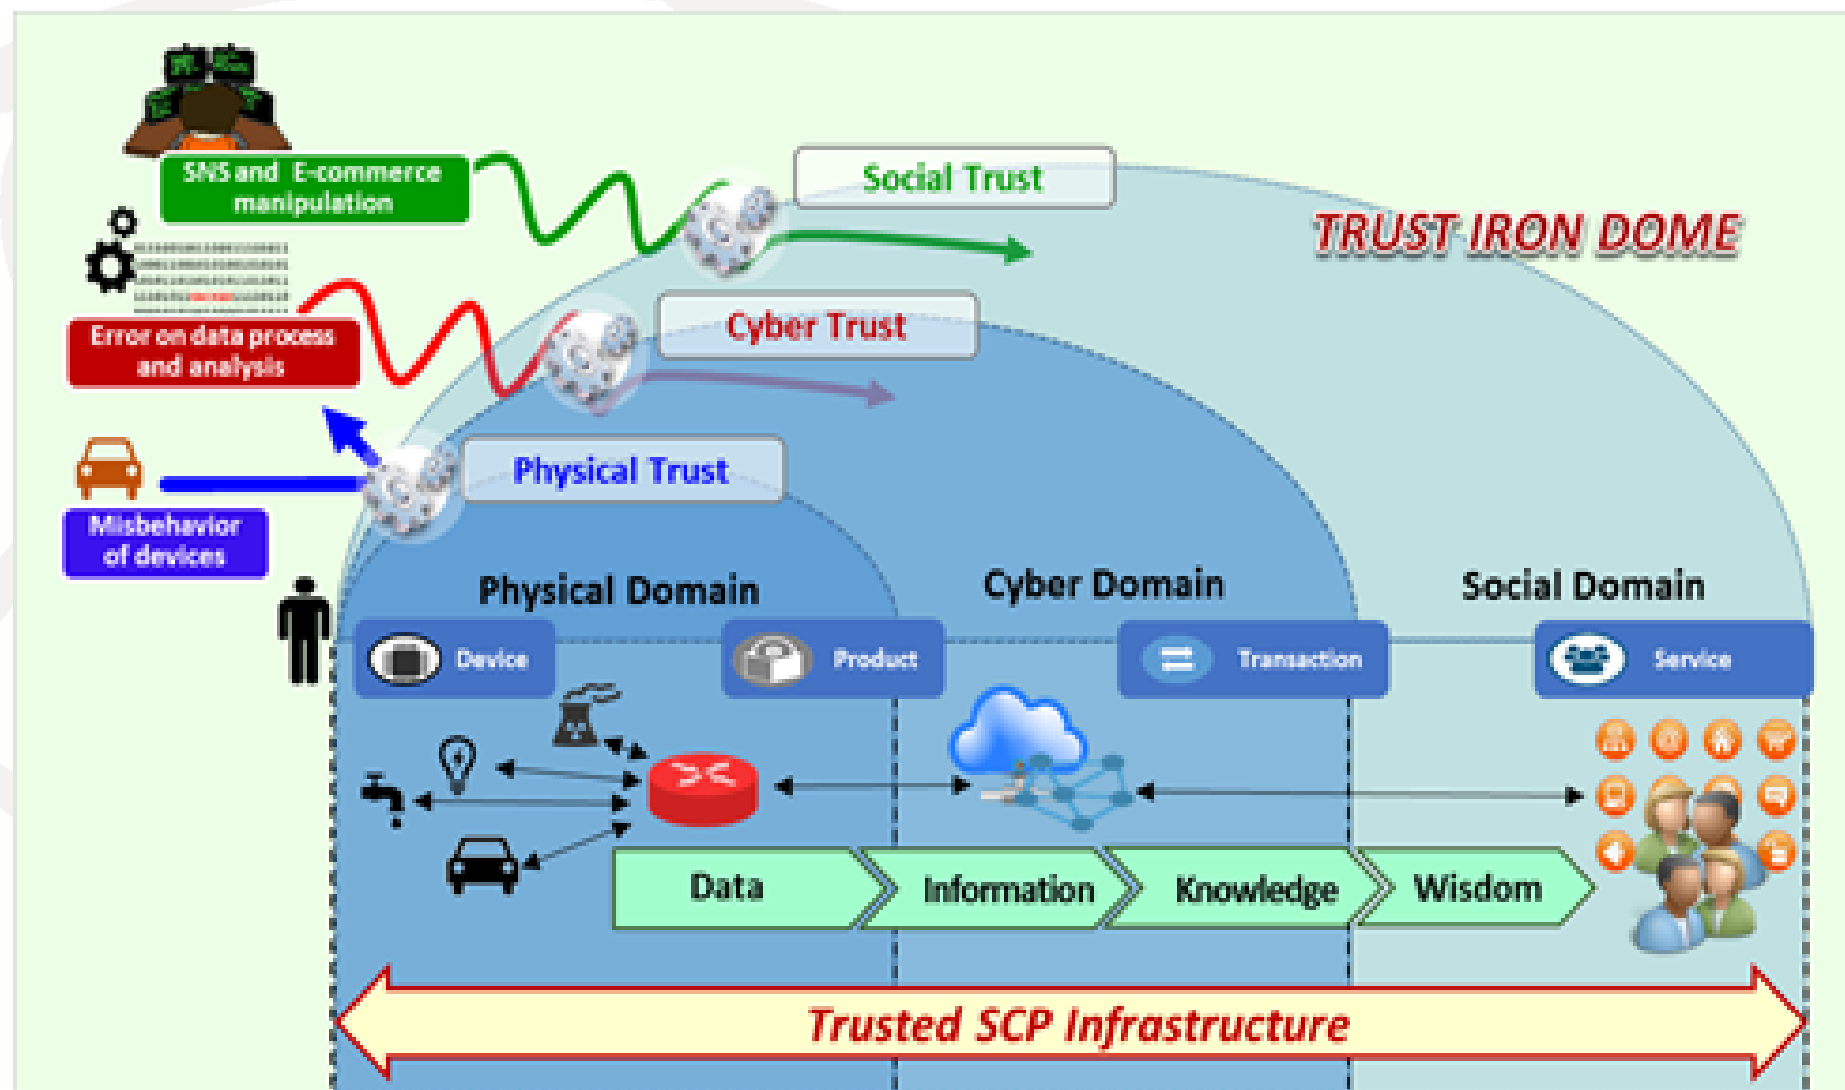 SNS and E-commerce
manipulation
Social Trust
TRUST IRON DOME
Error on data process
and analysis
Cyber Trust
Physical Trust
Misbehavior
of devices
Physical Domain
Cyber Domain
Social Domain
Device
Product
Transaction
Service
Data
Information
Knowledge
Wisdom
Trusted SCP Infrastructure